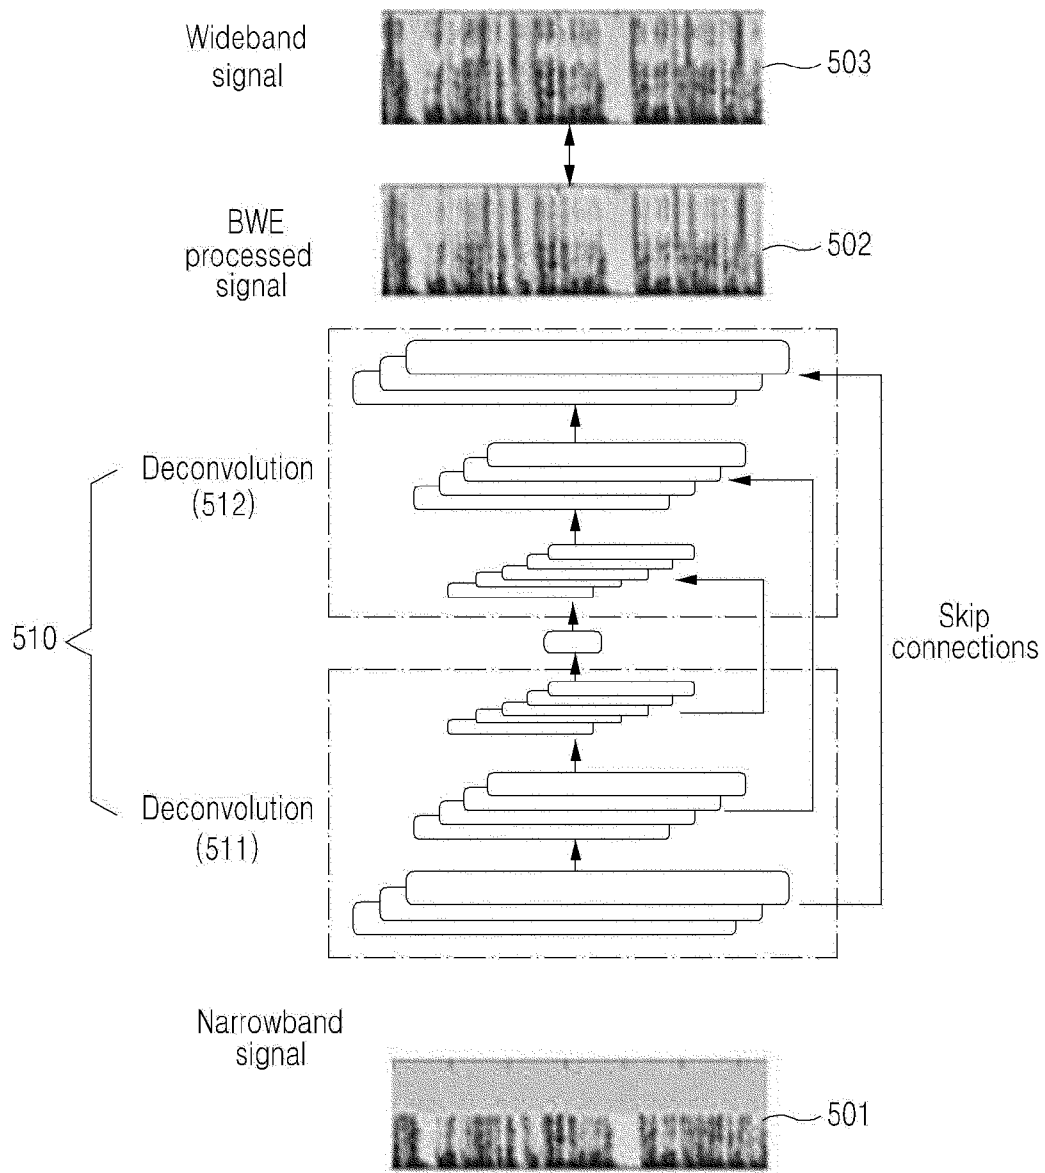 Wideband
signal
503
BWE
processed
signal
502
Deconvolution
(512)
510
Skip
connections
Deconvolution
(511)
Narrowband
signal
501